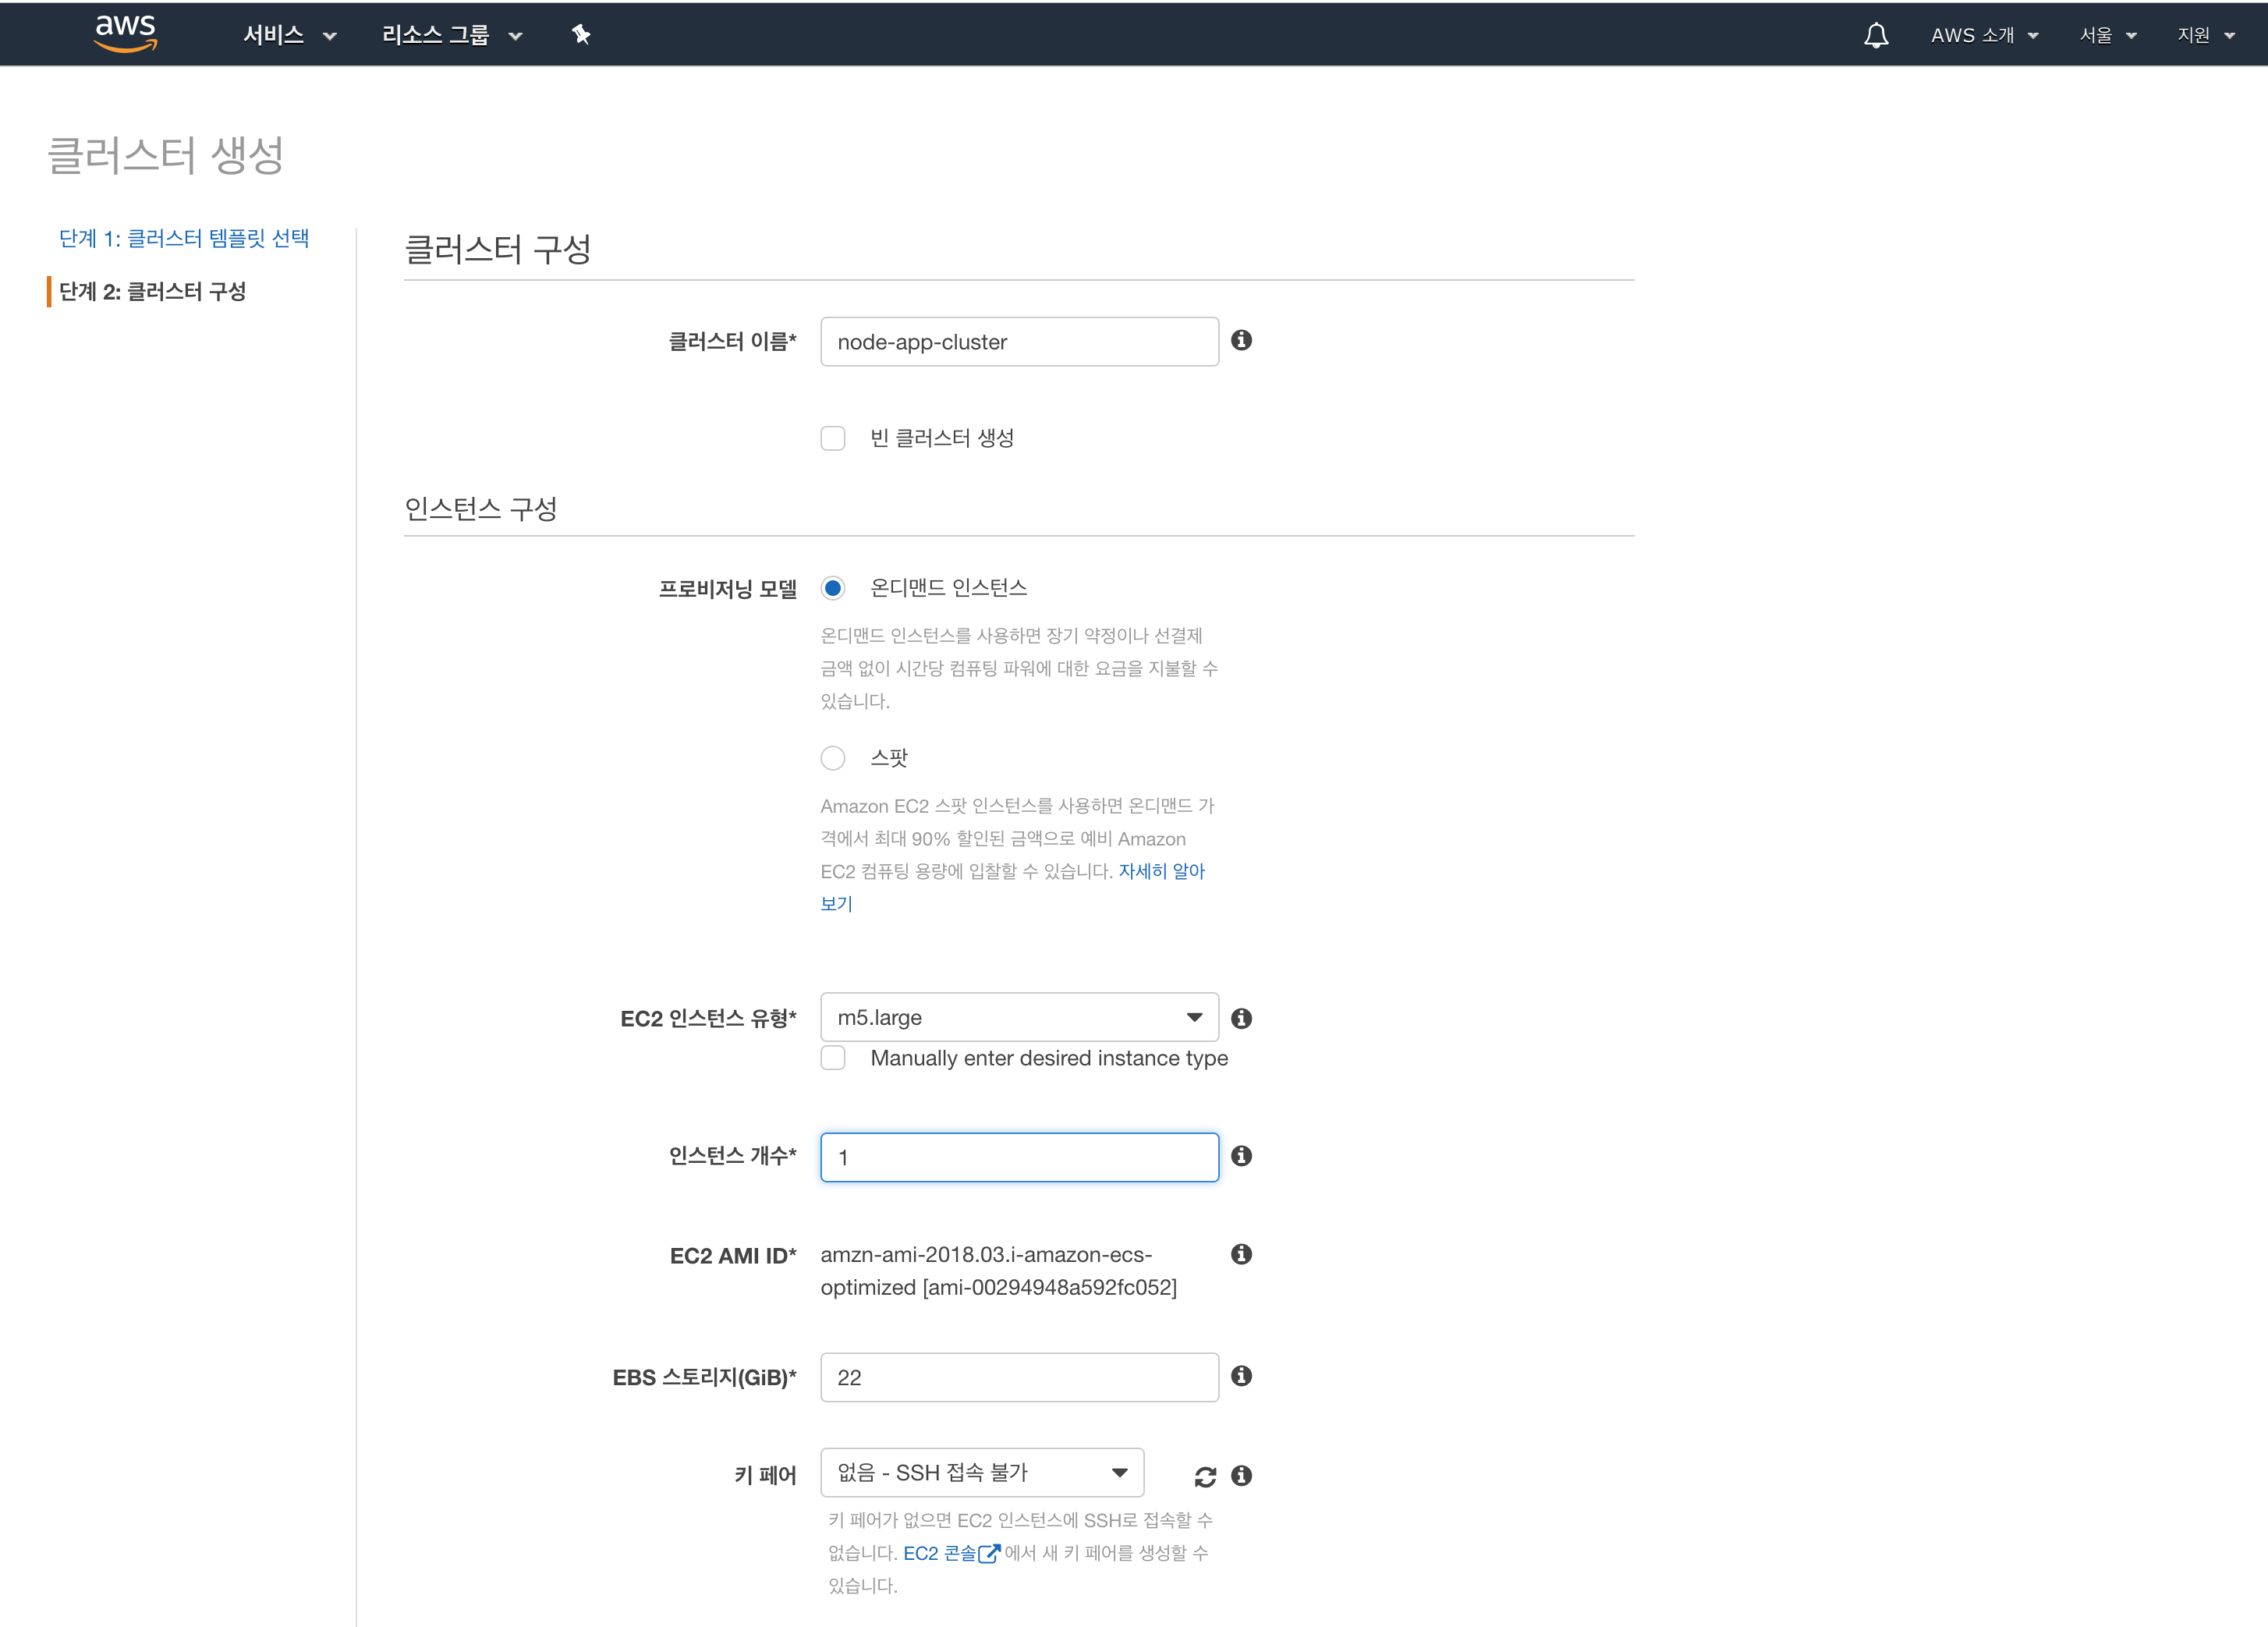 aws 서비스 리소스 그룹 AWS 소개 서울 지원
클러스터 생성
단계 1: 클러스터 템플릿 선택
단계 2: 클러스터 구성
클러스터 구성
클러스터 이름* node-app-cluster
빈 클러스터 생성
인스턴스 구성
프로비저닝 모델 온디맨드 인스턴스
온디맨드 인스턴스를 사용하면 장기 약정이나 선결제
금액 없이 시간당 컴퓨팅 파워에 대한 요금을 지불할 수
있습니다.
스팟
Amazon EC2 스팟 인스턴스를 사용하면 온디맨드 가
격에서 최대 90% 할인된 금액으로 예비 Amazon
EC2 컴퓨팅 용량에 입찰할 수 있습니다. 자세히 알아
보기
EC2 인스턴스 유형* m5.large
Manually enter desired instance type
인스턴스 개수* 1
EC2 AMI ID* amzn-ami-2018.03.i-amazon-ecs-
optimized [ami-00294948a592fc052]
EBS 스토리지(GiB)* 22
키 페어 없음 - SSH 접속 불가
키 페어가 없으면 EC2 인스턴스에 SSH로 접속할 수
없습니다. EC2 콘솔에서 새 키 페어를 생성할 수
있습니다.